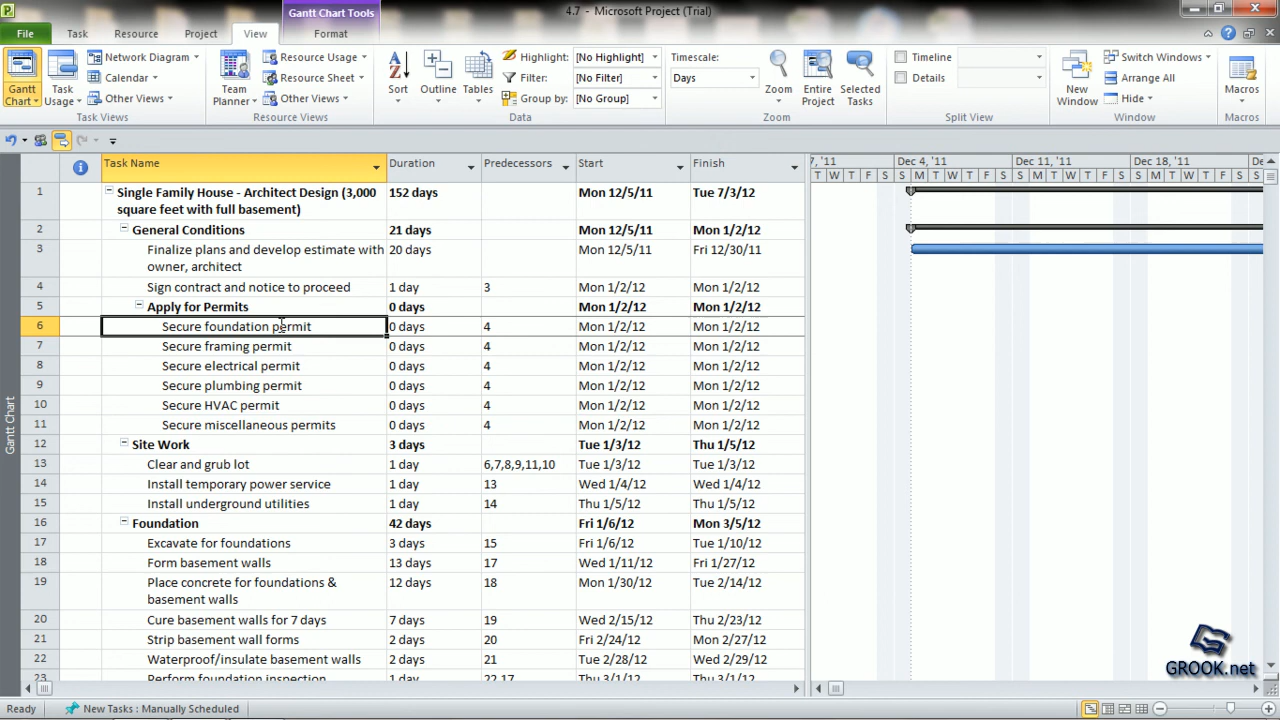 Gantt Chart Tools
4.7 - Microsoft Project (Trial)
File Task Resource Project View Format
Gantt Chart
Task Usage
Network Diagram
Calendar
Other Views
Task Views
Team Planner
Resource Usage
Resource Sheet
Other Views
Resource Views
Sort
Outline
Tables
Highlight: [No Highlight]
Filter: [No Filter]
Group by: [No Group]
Data
Timescale:
Days
Zoom
Entire Project
Selected Tasks
Zoom
Timeline
Details
Split View
New Window
Switch Windows
Arrange All
Hide
Window
Macros
Macros
Task Name Duration Predecessors Start Finish
7, '11 Dec 4, '11 Dec 11, '11 Dec 18, '11 De
T W T F S S M T W T F S S M T W T F S S M T W T F S S M
1 Single Family House - Architect Design (3,000 152 days Mon 12/5/11 Tue 7/3/12
square feet with full basement)
2 General Conditions 21 days Mon 12/5/11 Mon 1/2/12
3 Finalize plans and develop estimate with 20 days Mon 12/5/11 Fri 12/30/11
owner, architect
4 Sign contract and notice to proceed 1 day 3 Mon 1/2/12 Mon 1/2/12
5 Apply for Permits 0 days Mon 1/2/12 Mon 1/2/12
6 Secure foundation permit 0 days 4 Mon 1/2/12 Mon 1/2/12
7 Secure framing permit 0 days 4 Mon 1/2/12 Mon 1/2/12
8 Secure electrical permit 0 days 4 Mon 1/2/12 Mon 1/2/12
9 Secure plumbing permit 0 days 4 Mon 1/2/12 Mon 1/2/12
10 Secure HVAC permit 0 days 4 Mon 1/2/12 Mon 1/2/12
11 Secure miscellaneous permits 0 days 4 Mon 1/2/12 Mon 1/2/12
12 Site Work 3 days Tue 1/3/12 Thu 1/5/12
13 Clear and grub lot 1 day 6,7,8,9,11,10 Tue 1/3/12 Tue 1/3/12
14 Install temporary power service 1 day 13 Wed 1/4/12 Wed 1/4/12
15 Install underground utilities 1 day 14 Thu 1/5/12 Thu 1/5/12
16 Foundation 42 days Fri 1/6/12 Mon 3/5/12
17 Excavate for foundations 3 days 15 Fri 1/6/12 Tue 1/10/12
18 Form basement walls 13 days 17 Wed 1/11/12 Fri 1/27/12
19 Place concrete for foundations & 12 days 18 Mon 1/30/12 Tue 2/14/12
basement walls
20 Cure basement walls for 7 days 7 days 19 Wed 2/15/12 Thu 2/23/12
21 Strip basement wall forms 2 days 20 Fri 2/24/12 Mon 2/27/12
22 Waterproof/insulate basement walls 2 days 21 Tue 2/28/12 Wed 2/29/12
23 Perform foundation inspection 1 day 22,17 Thu 3/1/12 Thu 3/1/12
Gantt Chart
GROOK.net
Ready New Tasks : Manually Scheduled